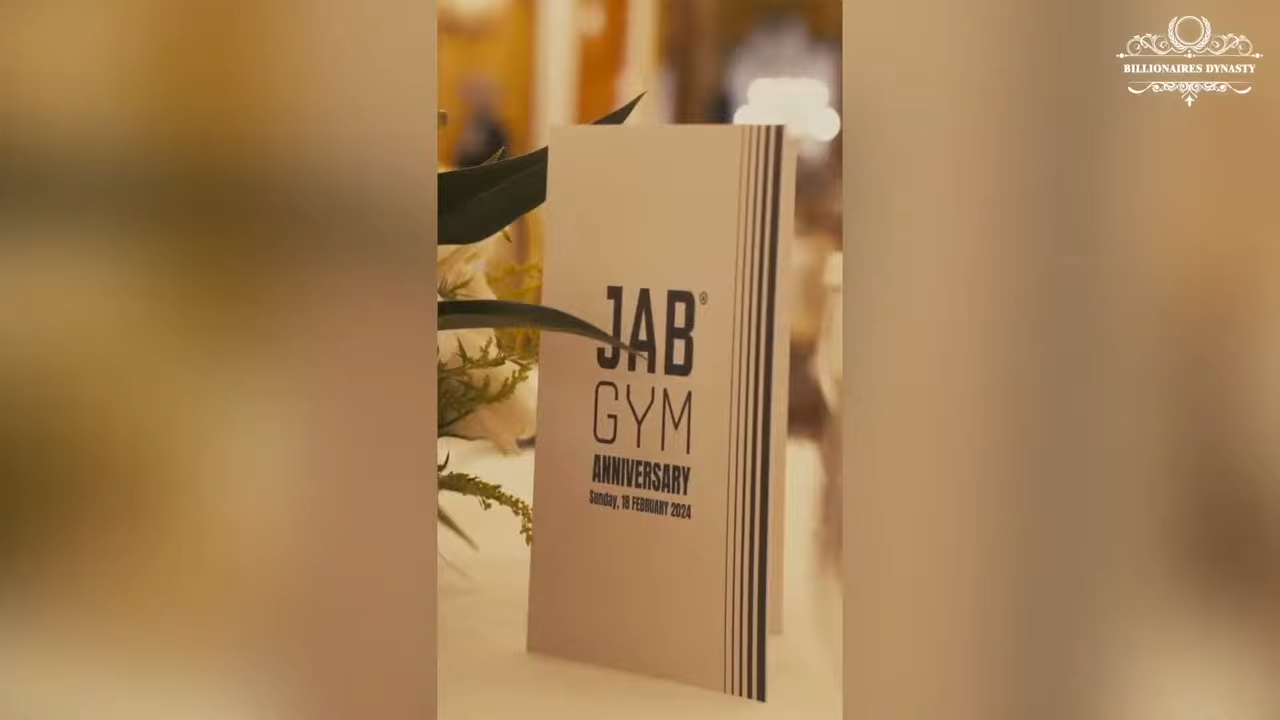 BILLIONAIRES DYNASTY
JAB®
GYM
ANNIVERSARY
Sunday, 18 FEBRUARY 2024